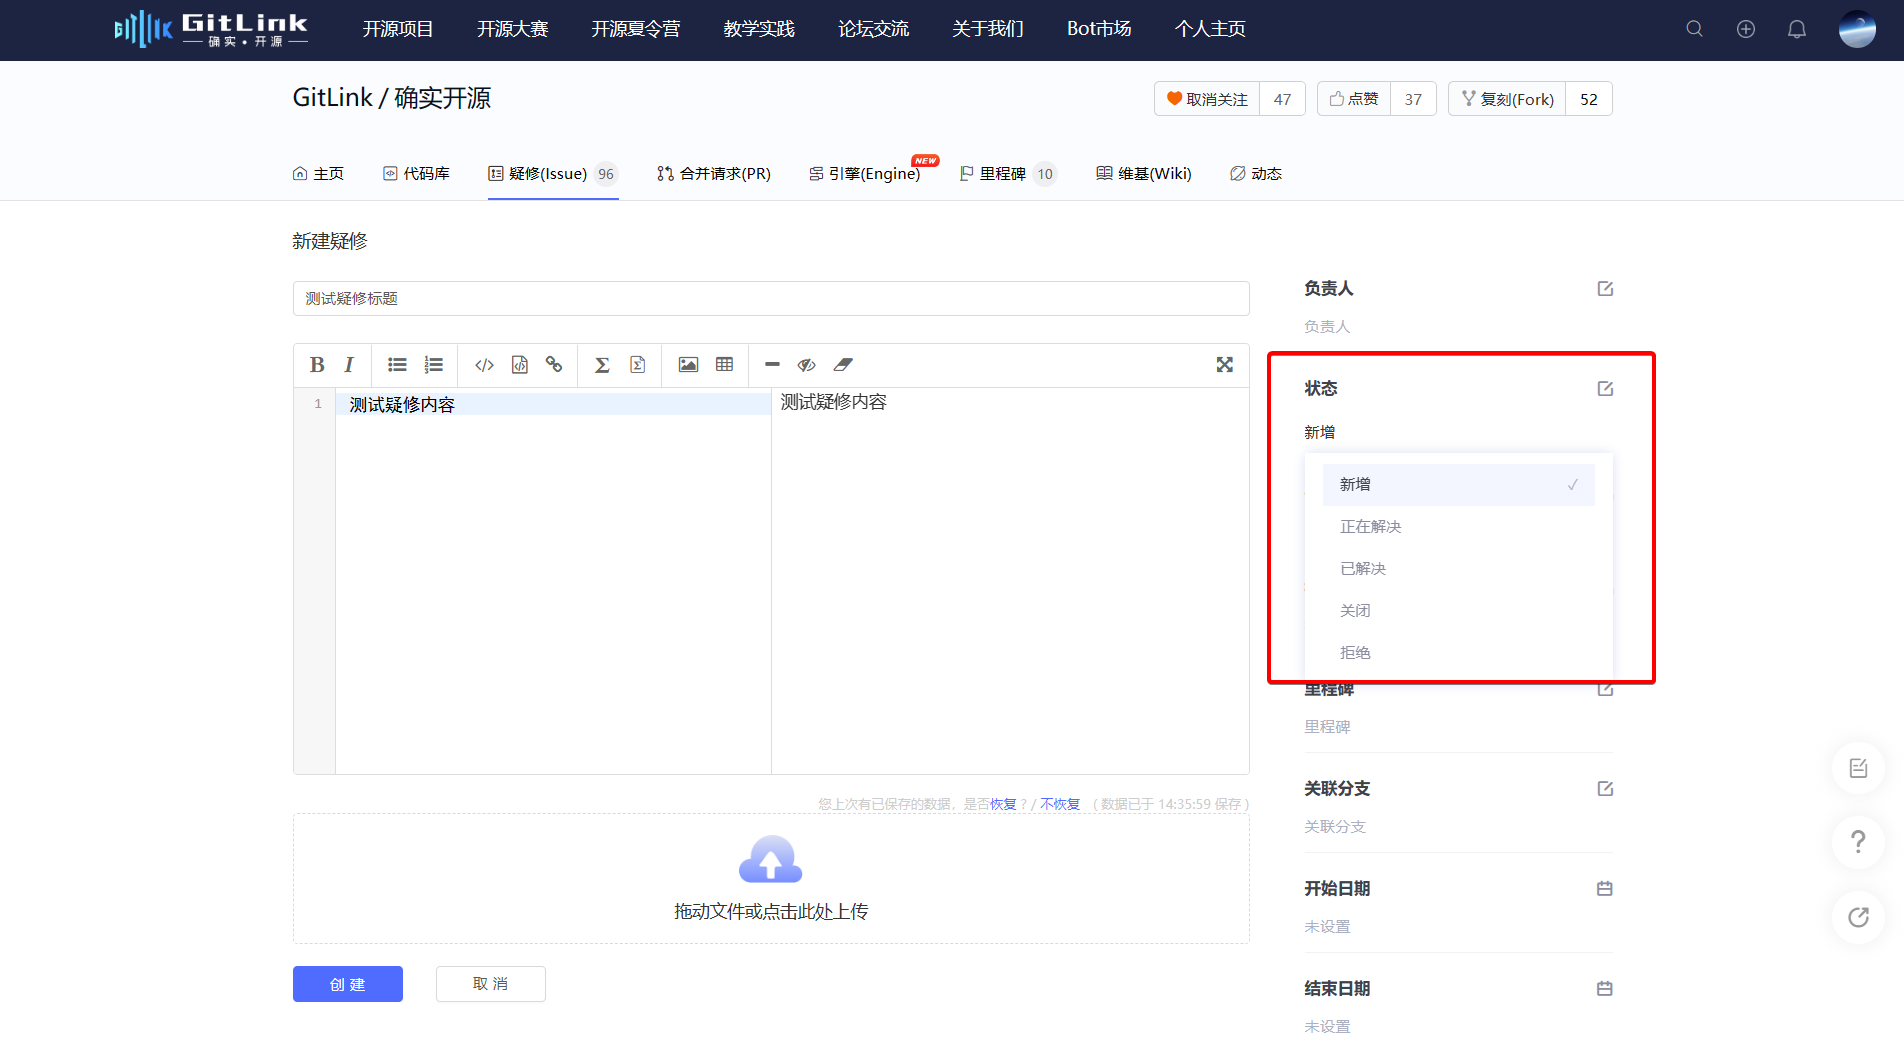 GitLink
确实·开源
开源项目 开源大赛 开源夏令营 教学实践 论坛交流 关于我们 Bot市场 个人主页
GitLink / 确实开源
取消关注 47 点赞 37 复刻(Fork) 52
主页 代码库 疑修(Issue) 96 合并请求(PR) 引擎(Engine) NEW 里程碑 10 维基(Wiki) 动态
新建疑修
测试疑修标题
1 测试疑修内容
测试疑修内容
您上次有已保存的数据，是否恢复 ? / 不恢复 （ 数据已于 14:35:59 保存 ）
拖动文件或点击此处上传
创 建 取 消
负责人
负责人
状态
新增
新增
正在解决
已解决
关闭
拒绝
里程碑
里程碑
关联分支
关联分支
开始日期
未设置
结束日期
未设置